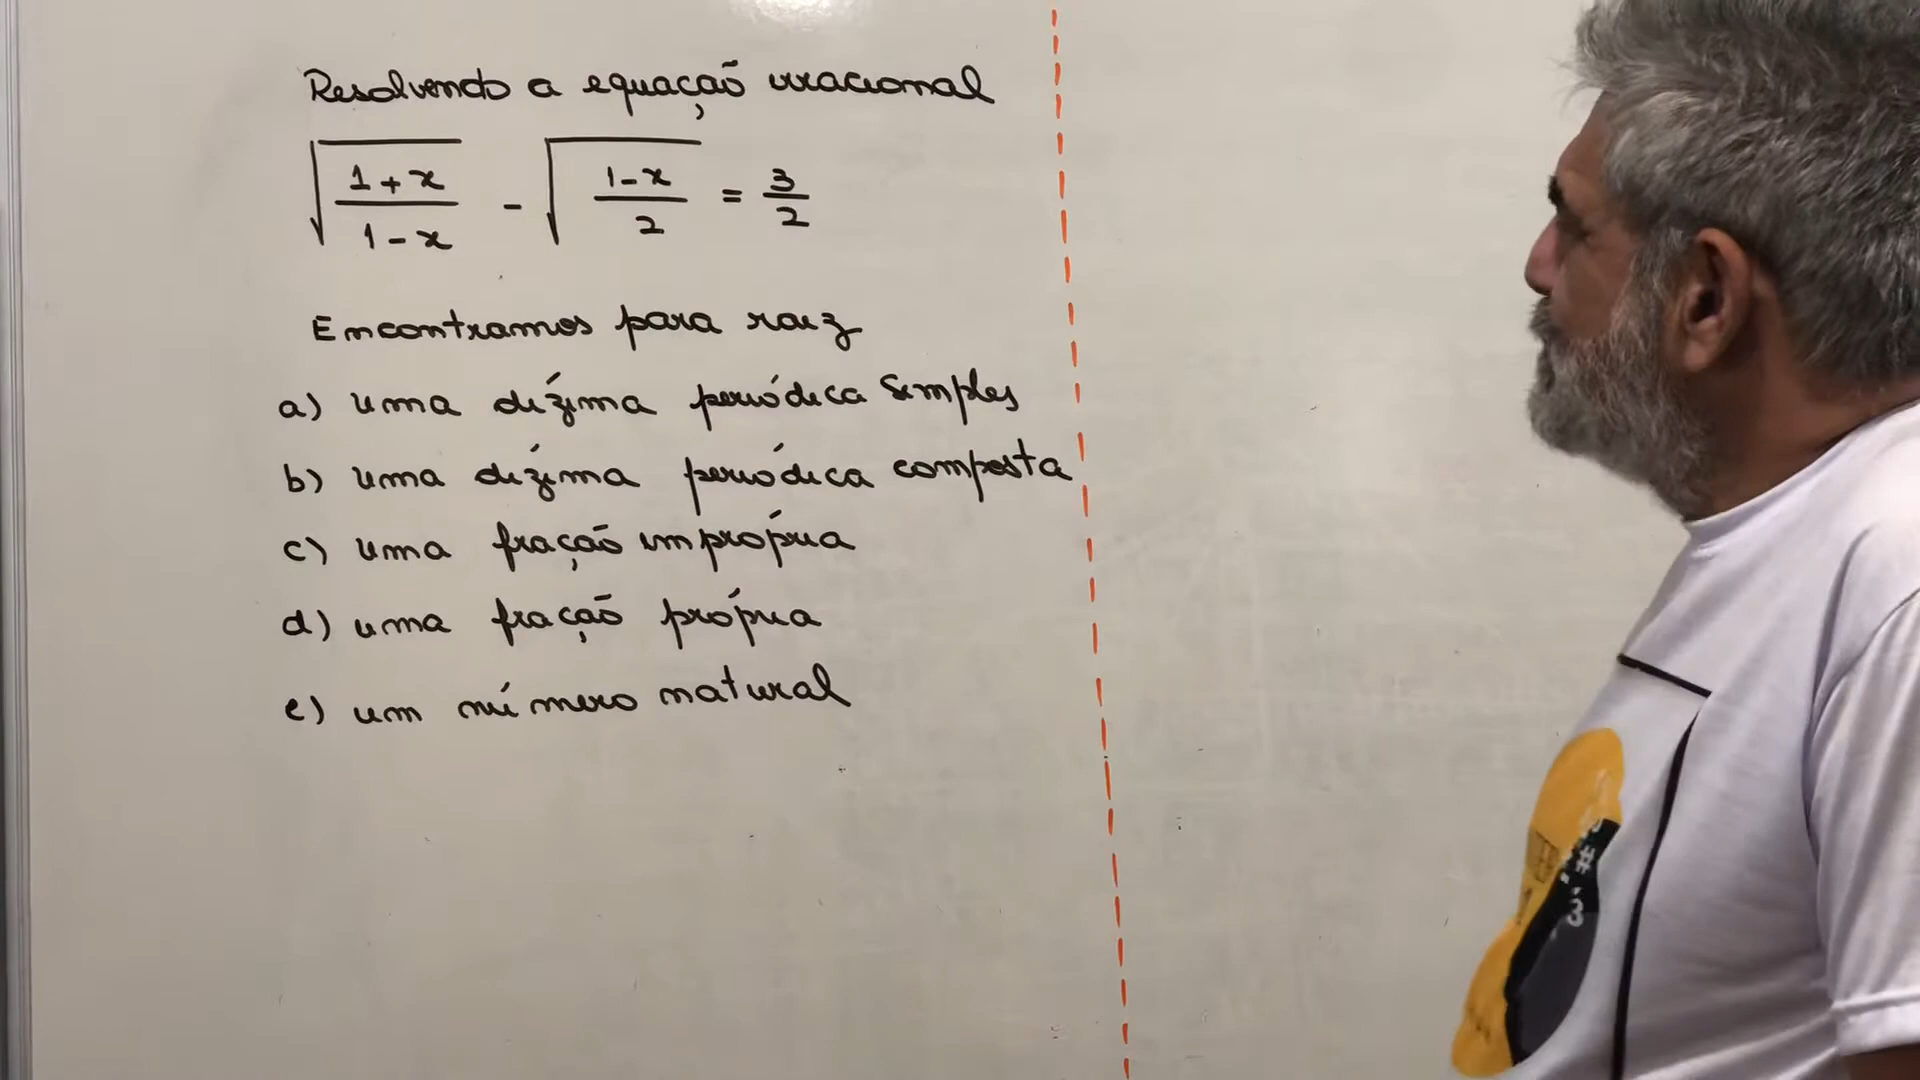 Resolvendo a equação irracional
√((1+x)/(1-x)) - √((1-x)/2) = 3/2
Encontramos para raiz
a) uma dízima periódica simples
b) uma dízima periódica composta
c) uma fração imprópria
d) uma fração própria
e) um número natural